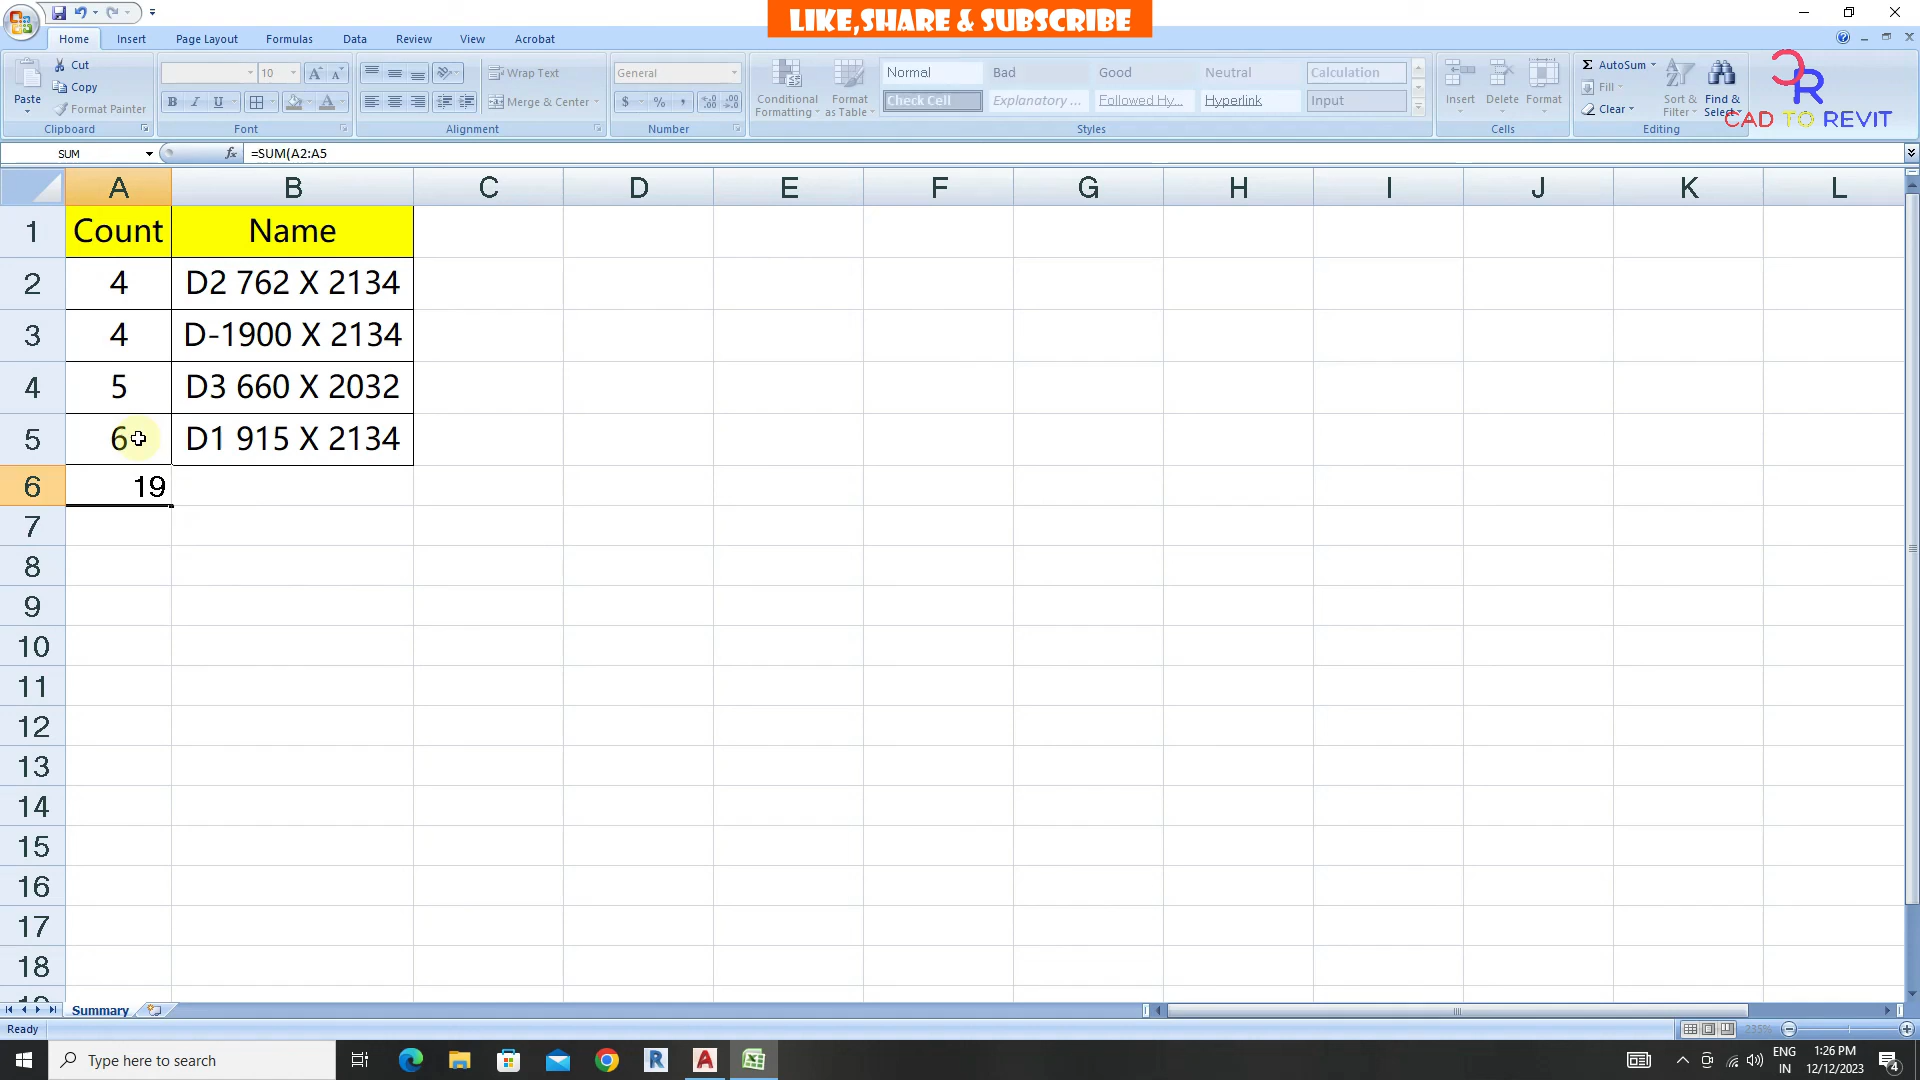 LIKE,SHARE & SUBSCRIBE
Home Insert Page Layout Formulas Data Review View Acrobat
Paste
Cut
Copy
Format Painter
Clipboard
10
B I U
Font
Wrap Text
Merge & Center
Alignment
General
$ % ,
Number
Conditional Formatting
Format as Table
Normal Bad Good Neutral Calculation
Check Cell Explanatory ... Followed Hy... Hyperlink Input
Styles
Insert Delete Format
Cells
Σ AutoSum
Fill
Clear
Sort & Filter
Find & Select
Editing
CAD TO REVIT
SUM fx =SUM(A2:A5
A B C D E F G H I J K L
1 Count Name
2 4 D2 762 X 2134
3 4 D-1900 X 2134
4 5 D3 660 X 2032
5 6 D1 915 X 2134
6 19
7
8
9
10
11
12
13
14
15
16
17
18
19
Summary
Ready 235%
Type here to search
ENG
IN
1:26 PM
12/12/2023
4